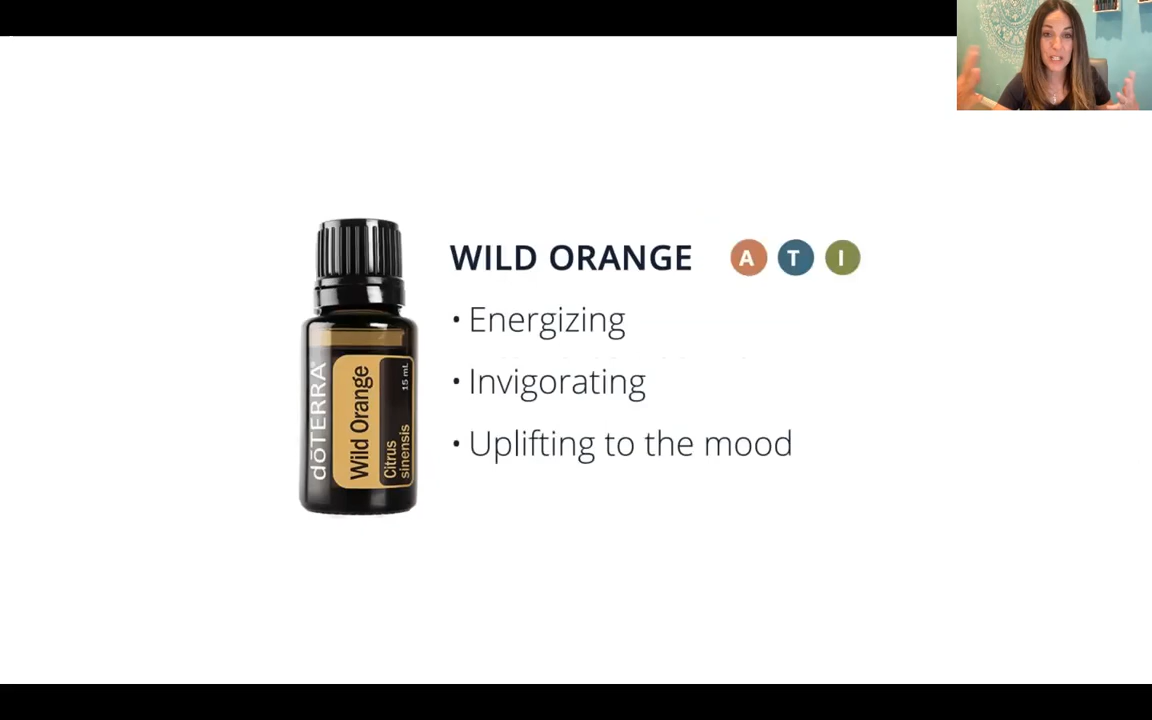 WILD ORANGE A T I
• Energizing
• Invigorating
• Uplifting to the mood
dōTERRA®
Wild Orange
Citrus
sinensis
15 mL